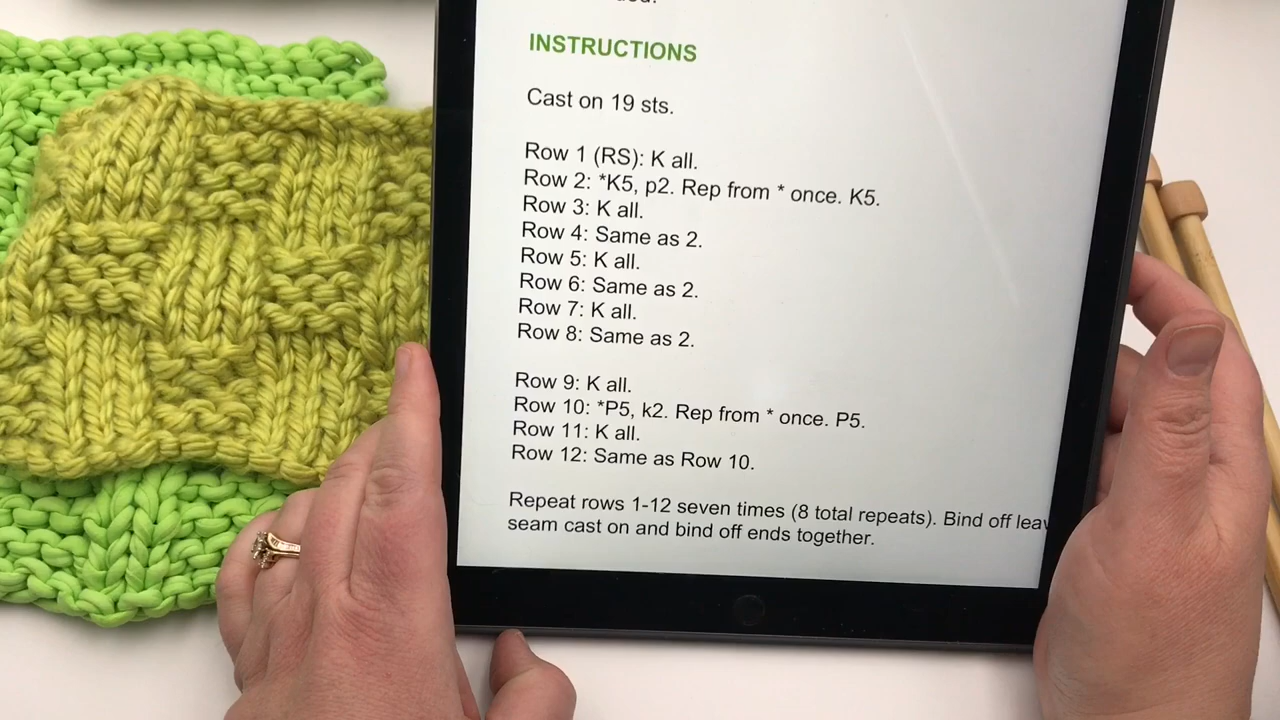 INSTRUCTIONS
Cast on 19 sts.
Row 1 (RS): K all.
Row 2: *K5, p2. Rep from * once. K5.
Row 3: K all.
Row 4: Same as 2.
Row 5: K all.
Row 6: Same as 2.
Row 7: K all.
Row 8: Same as 2.
Row 9: K all.
Row 10: *P5, k2. Rep from * once. P5.
Row 11: K all.
Row 12: Same as Row 10.
Repeat rows 1-12 seven times (8 total repeats). Bind off
seam cast on and bind off ends together.